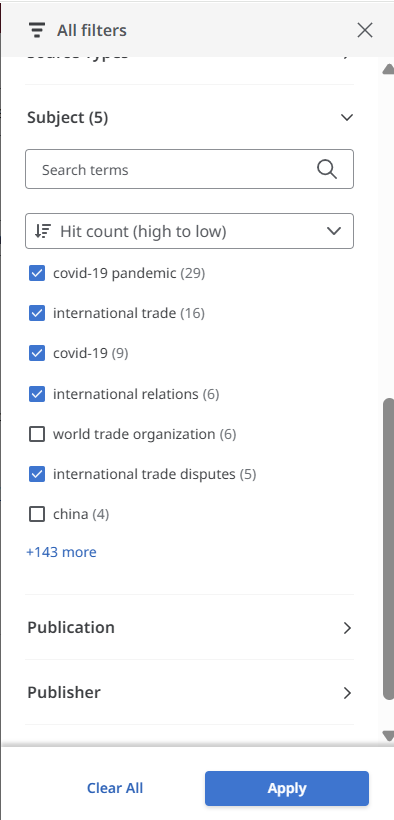 All filters
Source Types
Subject (5)
Search terms
Hit count (high to low)
covid-19 pandemic (29)
international trade (16)
covid-19 (9)
international relations (6)
world trade organization (6)
international trade disputes (5)
china (4)
+143 more
Publication
Publisher
Clear All
Apply